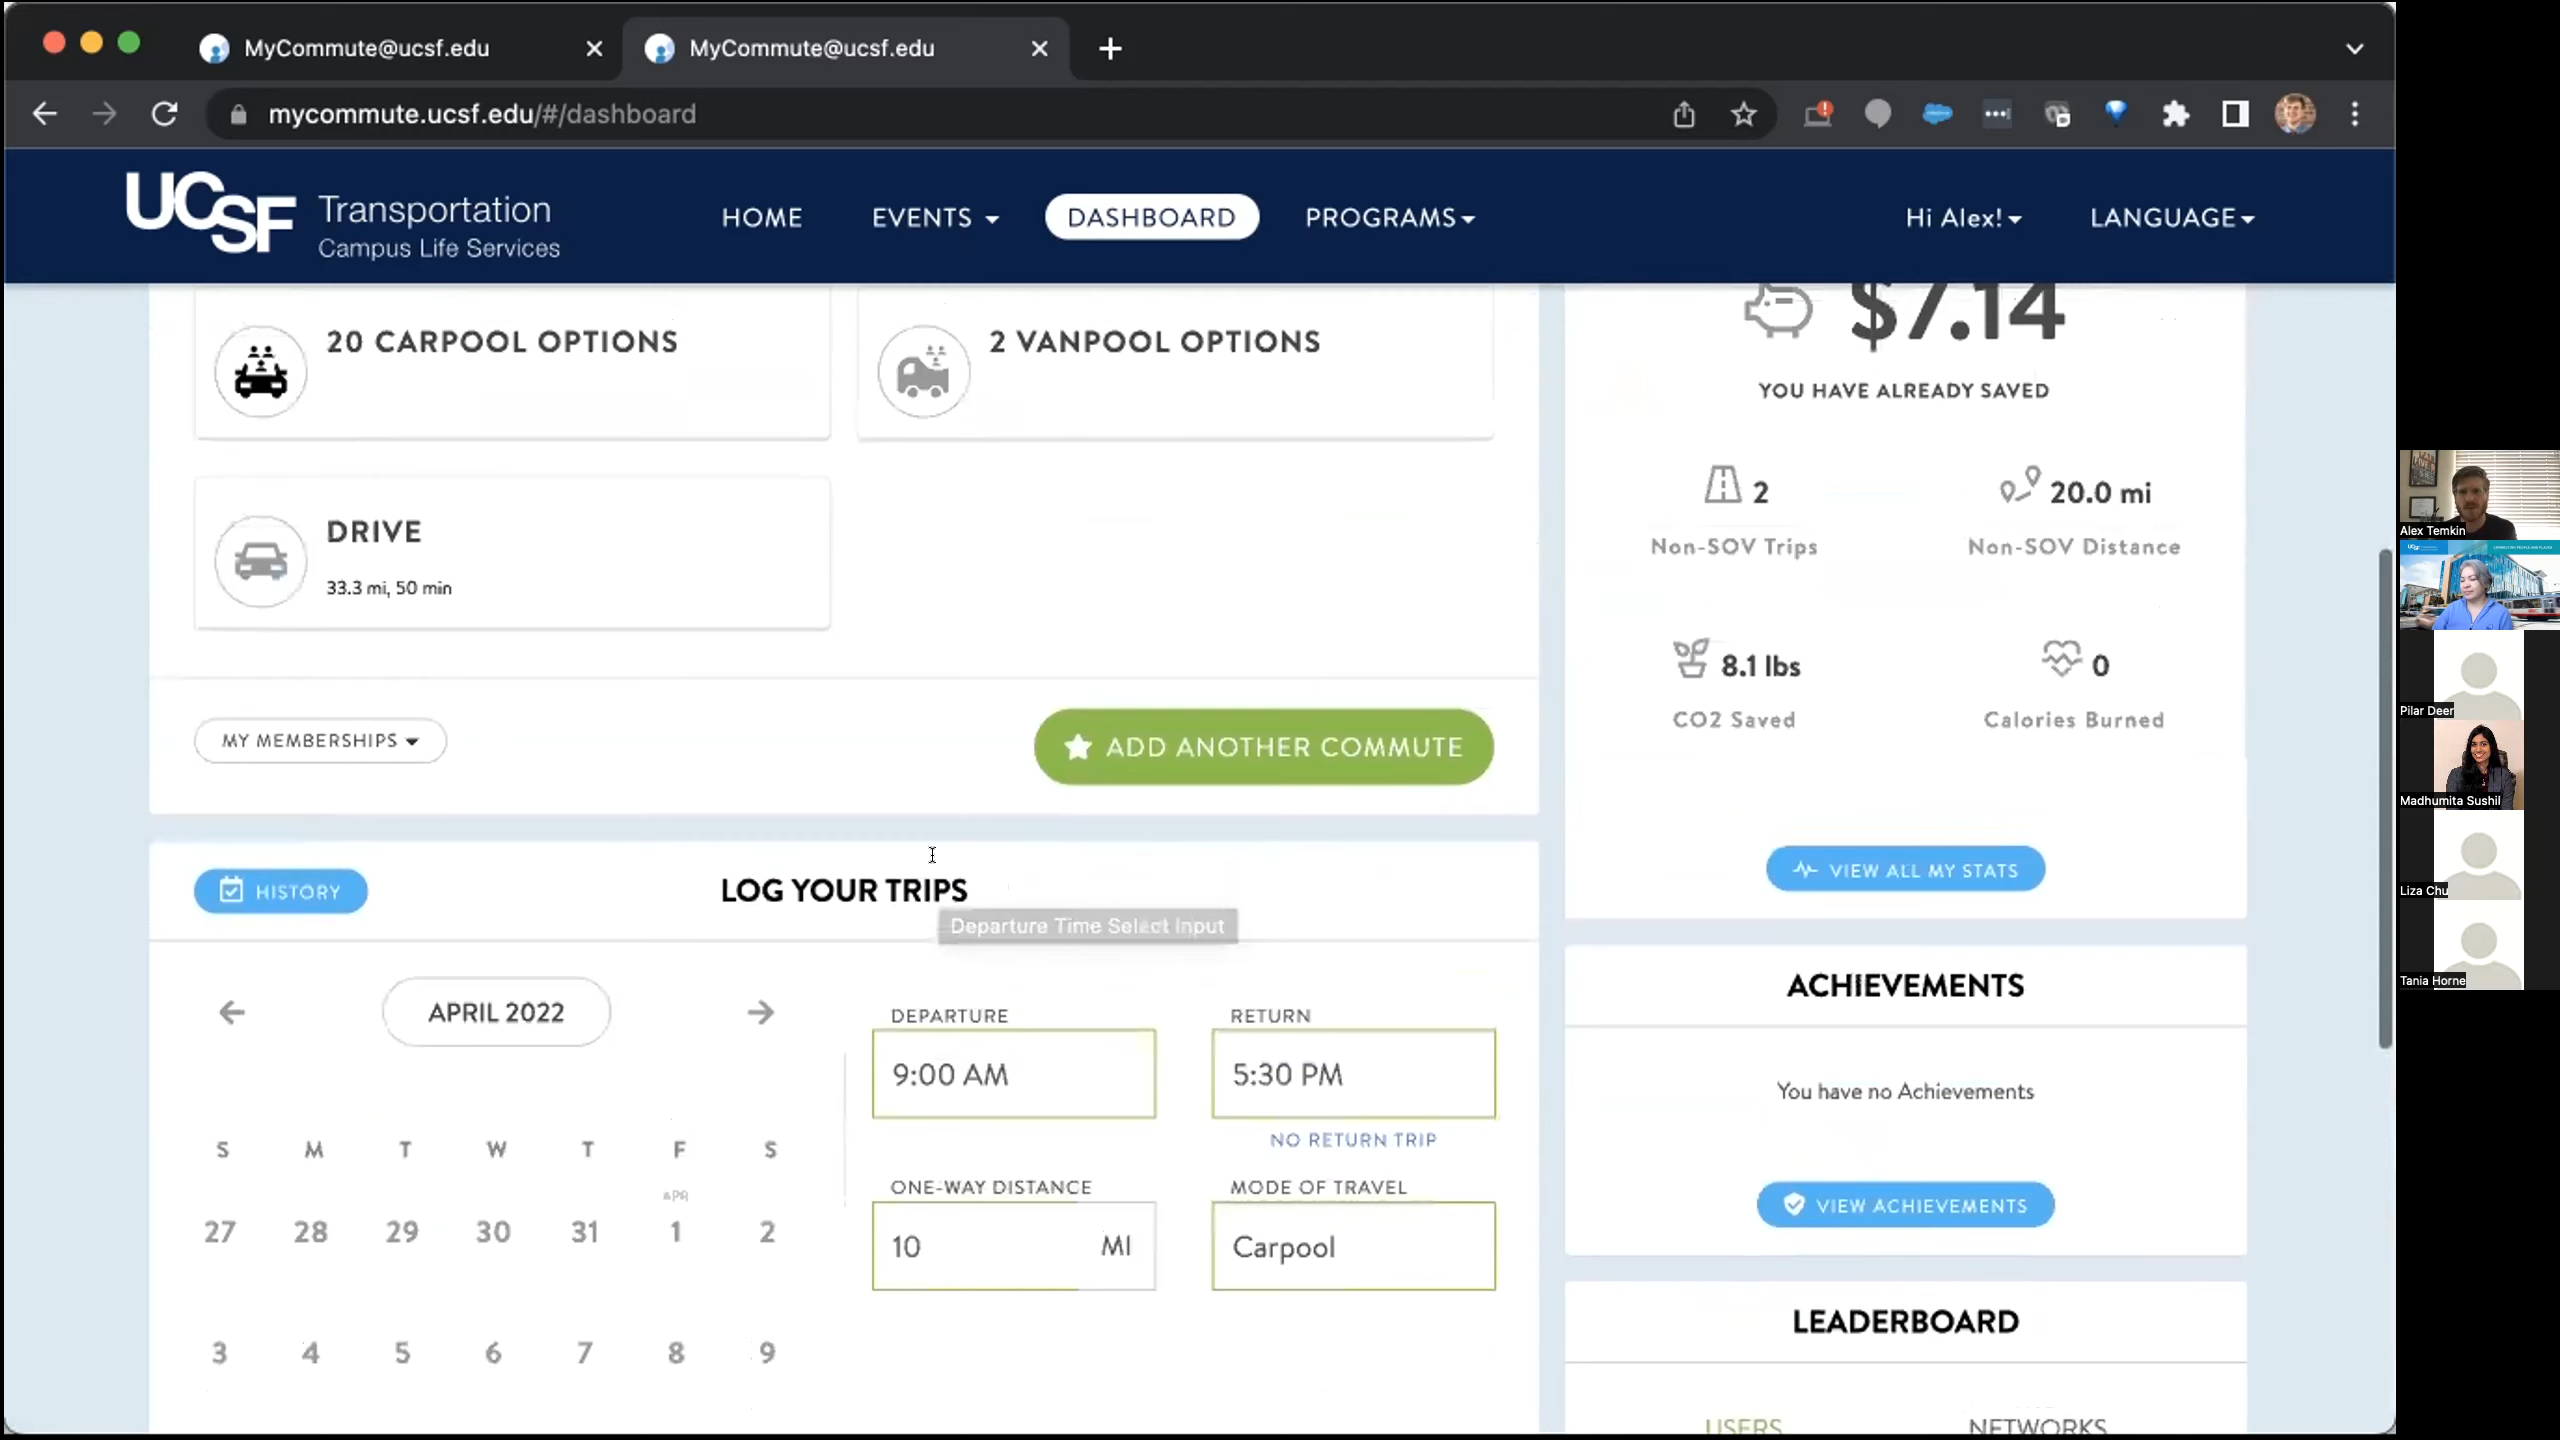 MyCommute@ucsf.edu
MyCommute@ucsf.edu
mycommute.ucsf.edu/#/dashboard
UCSF
Transportation
Campus Life Services
HOME
EVENTS
DASHBOARD
PROGRAMS
Hi Alex!
LANGUAGE
20 CARPOOL OPTIONS
2 VANPOOL OPTIONS
DRIVE
33.3 mi, 50 min
MY MEMBERSHIPS
ADD ANOTHER COMMUTE
$7.14
YOU HAVE ALREADY SAVED
2
Non-SOV Trips
20.0 mi
Non-SOV Distance
8.1 lbs
CO2 Saved
0
Calories Burned
VIEW ALL MY STATS
HISTORY
LOG YOUR TRIPS
Departure Time Select Input
APRIL 2022
S M T W T F S
APR
27 28 29 30 31 1 2
3 4 5 6 7 8 9
DEPARTURE
9:00 AM
RETURN
5:30 PM
NO RETURN TRIP
ONE-WAY DISTANCE
10 MI
MODE OF TRAVEL
Carpool
ACHIEVEMENTS
You have no Achievements
VIEW ACHIEVEMENTS
LEADERBOARD
USERS
NETWORKS
Alex Temkin
Pilar Deer
Madhumita Sushil
Liza Chu
Tania Horne